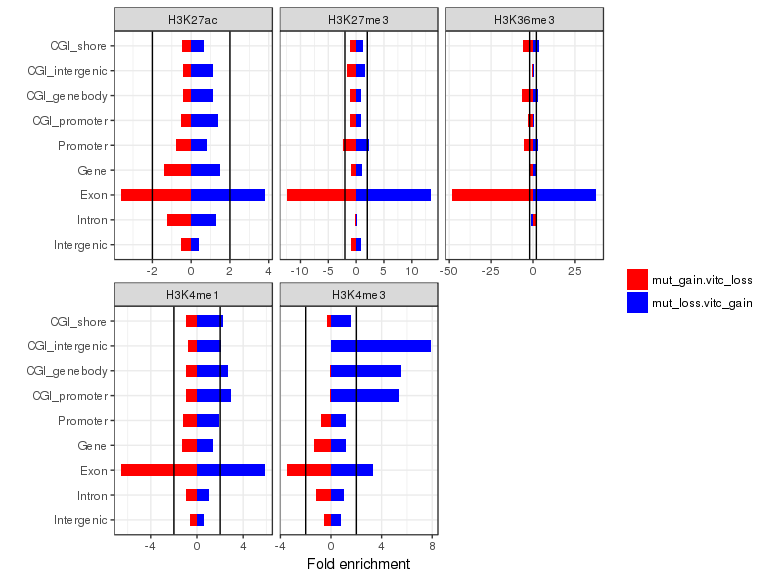 H3K27ac H3K27me3 H3K36me3
CGI_shore
CGI_intergenic
CGI_genebody
CGI_promoter
Promoter
Gene
Exon
Intron
Intergenic
-2 0 2 4 -10 -5 0 5 10 -50 -25 0 25
mut_gain.vitc_loss
mut_loss.vitc_gain
H3K4me1 H3K4me3
CGI_shore
CGI_intergenic
CGI_genebody
CGI_promoter
Promoter
Gene
Exon
Intron
Intergenic
-4 0 4 -4 0 4 8
Fold enrichment